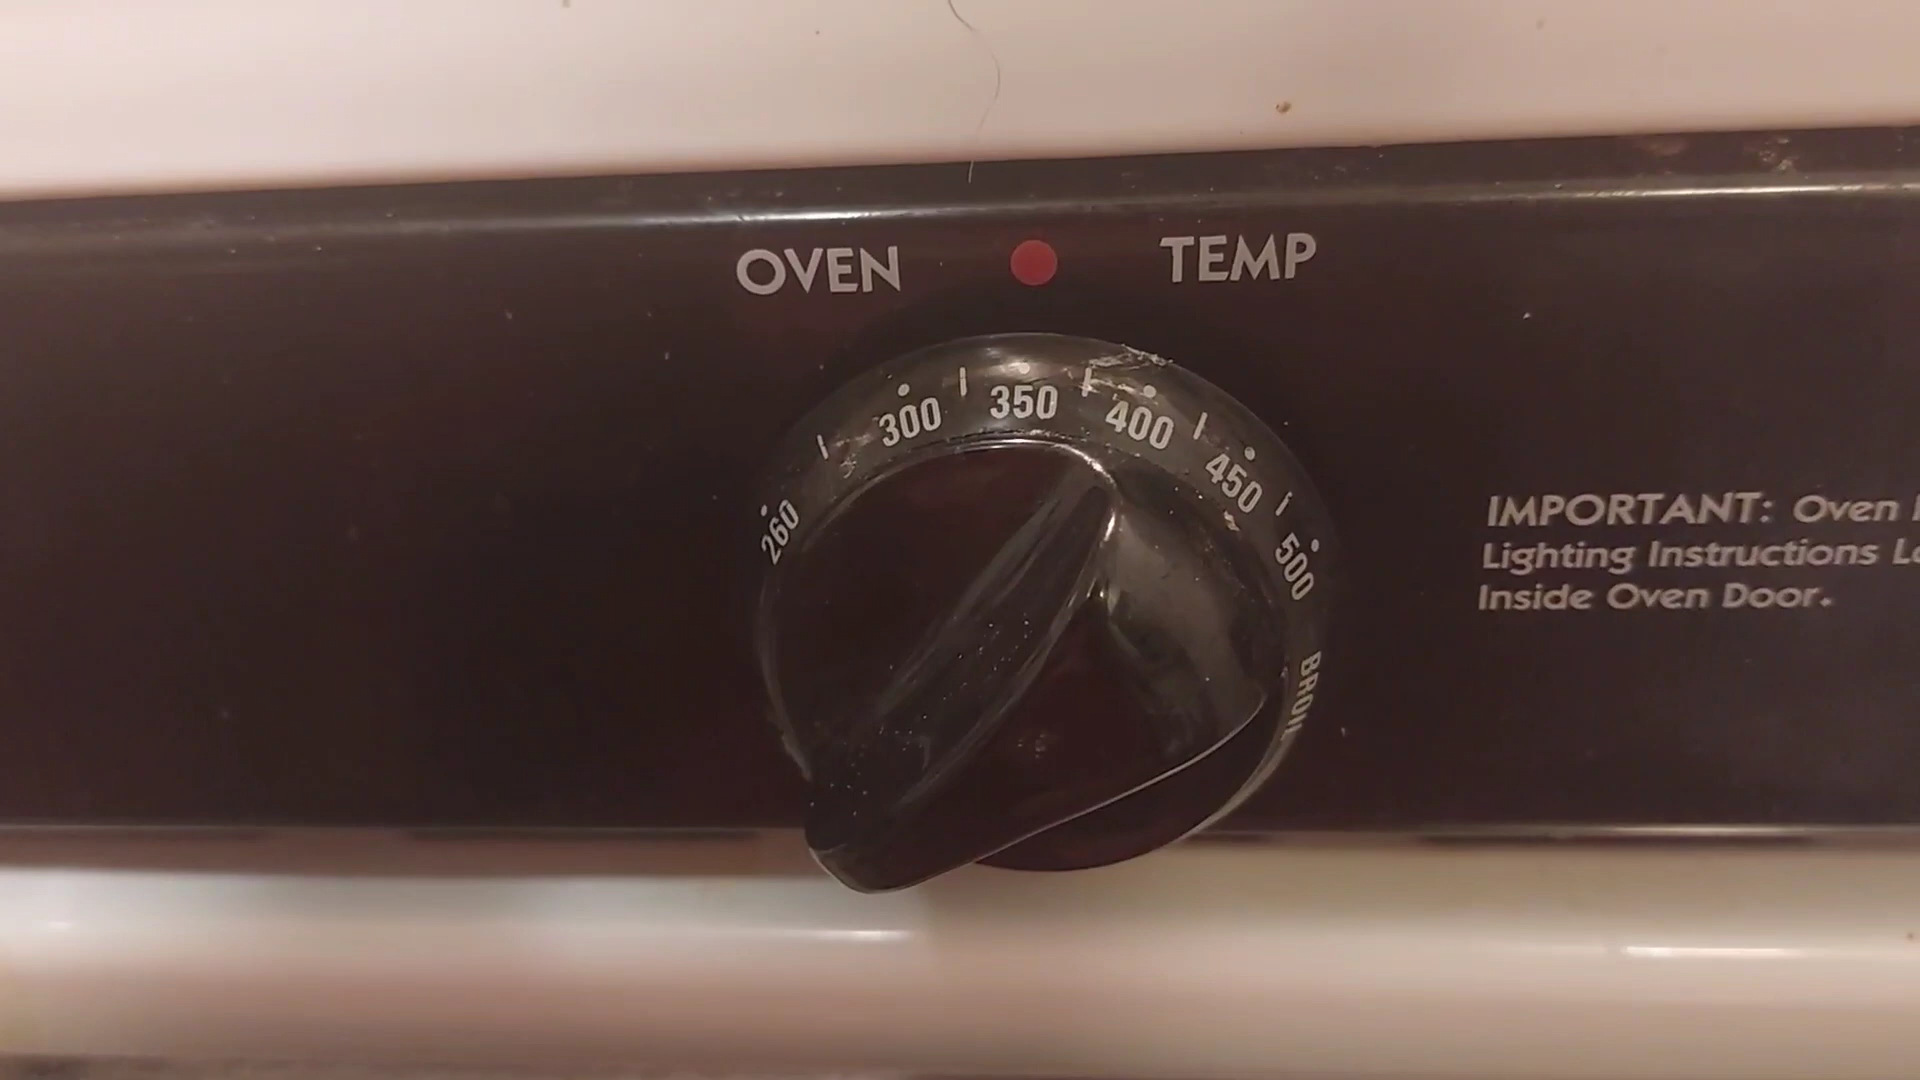 OVEN TEMP
260 300 350 400 450 500 BROIL
IMPORTANT: Oven
Lighting Instructions
Inside Oven Door.